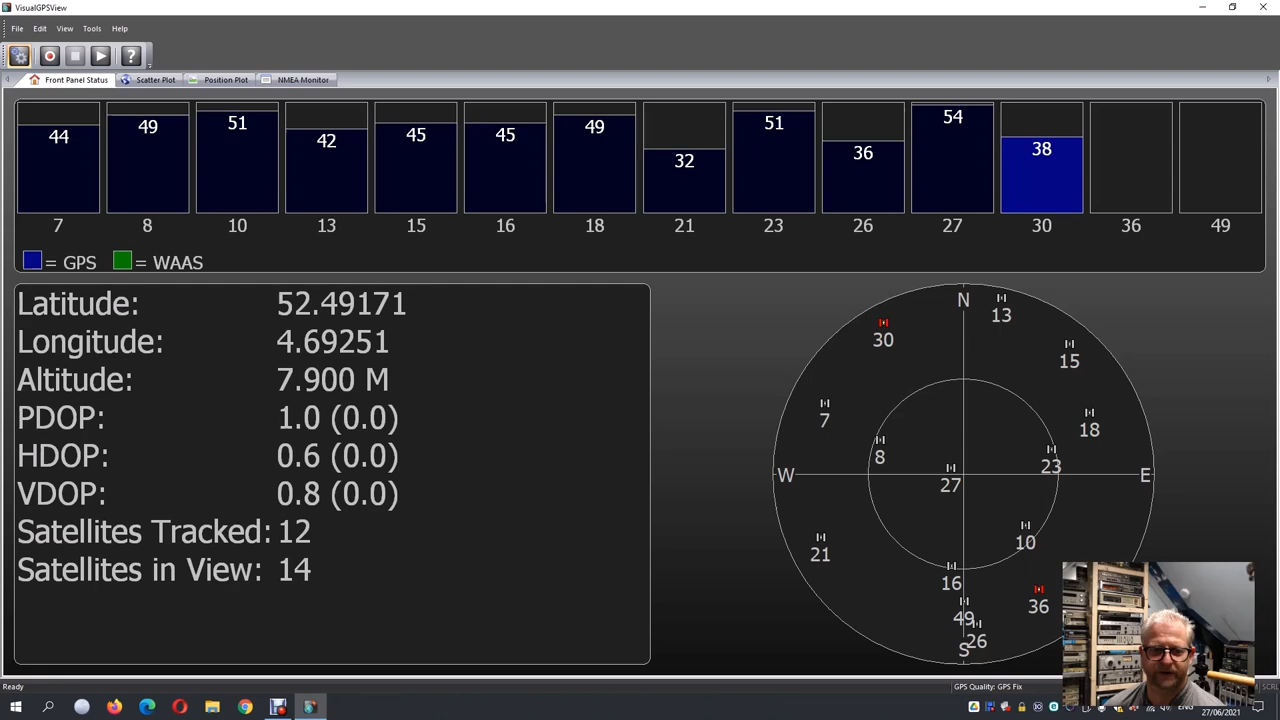 VisualGPSView
File Edit View Tools Help
Front Panel Status Scatter Plot Position Plot NMEA Monitor
44 49 51 42 45 45 49 32 51 36 54 38
7 8 10 13 15 16 18 21 23 26 27 30 36 49
= GPS = WAAS
Latitude: 52.49171
Longitude: 4.69251
Altitude: 7.900 M
PDOP: 1.0 (0.0)
HDOP: 0.6 (0.0)
VDOP: 0.8 (0.0)
Satellites Tracked: 12
Satellites in View: 14
N
13
30
15
7
18
8
23
27
W
E
10
21
16
36
49
26
S
Ready GPS Quality: GPS Fix SCRL
ENG
27/06/2021